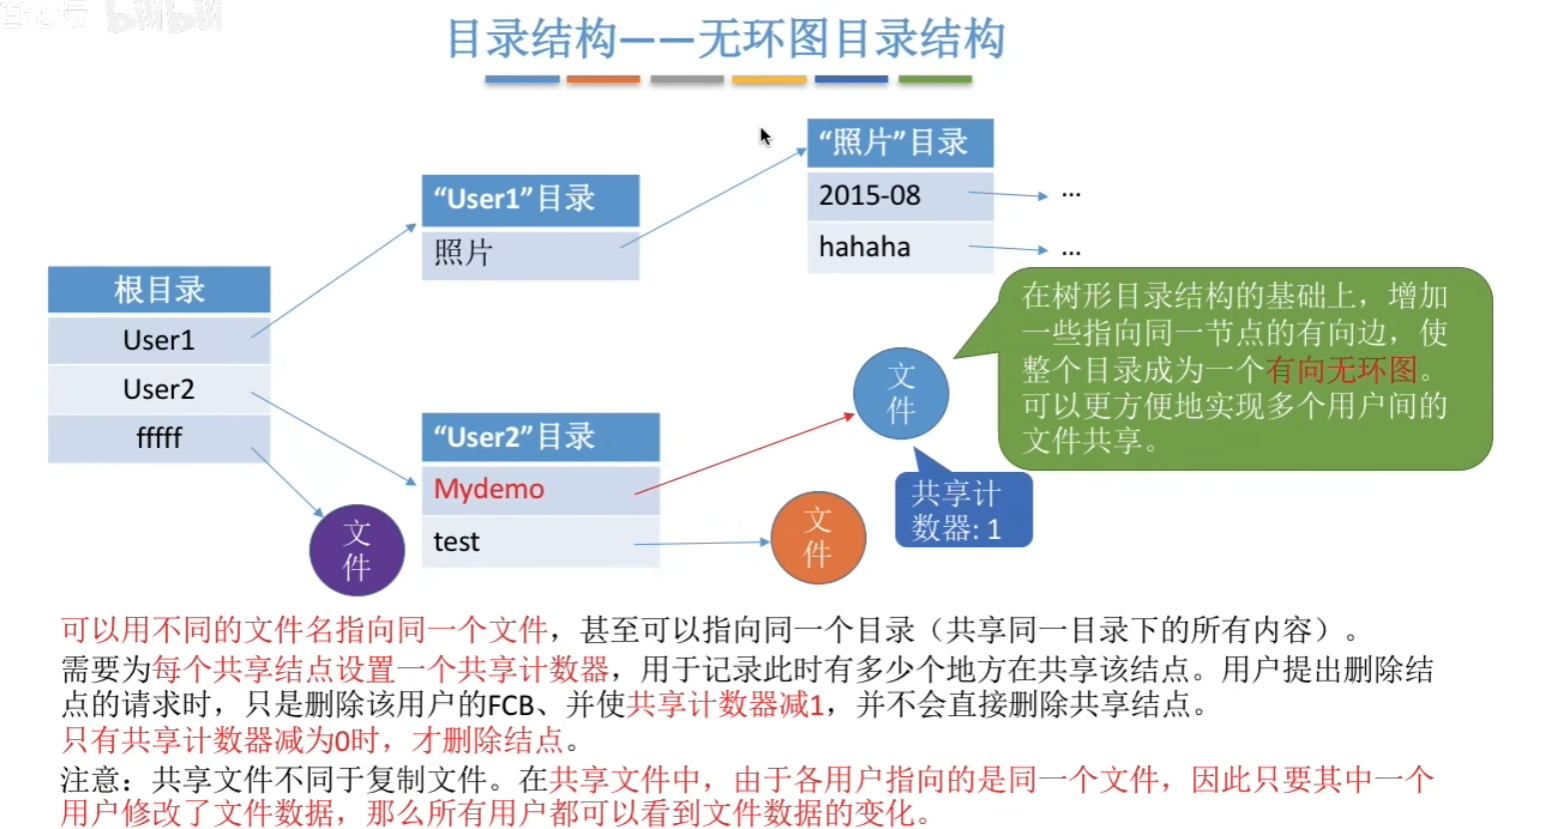 bilibili
目录结构——无环图目录结构
“照片”目录
2015-08
…
hahaha
…
“User1”目录
照片
根目录
User1
User2
fffff
文
件
“User2”目录
Mydemo
test
文
件
文
件
共享计
数器: 1
在树形目录结构的基础上，增加
一些指向同一节点的有向边，使
整个目录成为一个有向无环图。
可以更方便地实现多个用户间的
文件共享。
可以用不同的文件名指向同一个文件，甚至可以指向同一个目录（共享同一目录下的所有内容）。
需要为每个共享结点设置一个共享计数器，用于记录此时有多少个地方在共享该结点。用户提出删除结
点的请求时，只是删除该用户的FCB、并使共享计数器减1，并不会直接删除共享结点。
只有共享计数器减为0时，才删除结点。
注意：共享文件不同于复制文件。在共享文件中，由于各用户指向的是同一个文件，因此只要其中一个
用户修改了文件数据，那么所有用户都可以看到文件数据的变化。